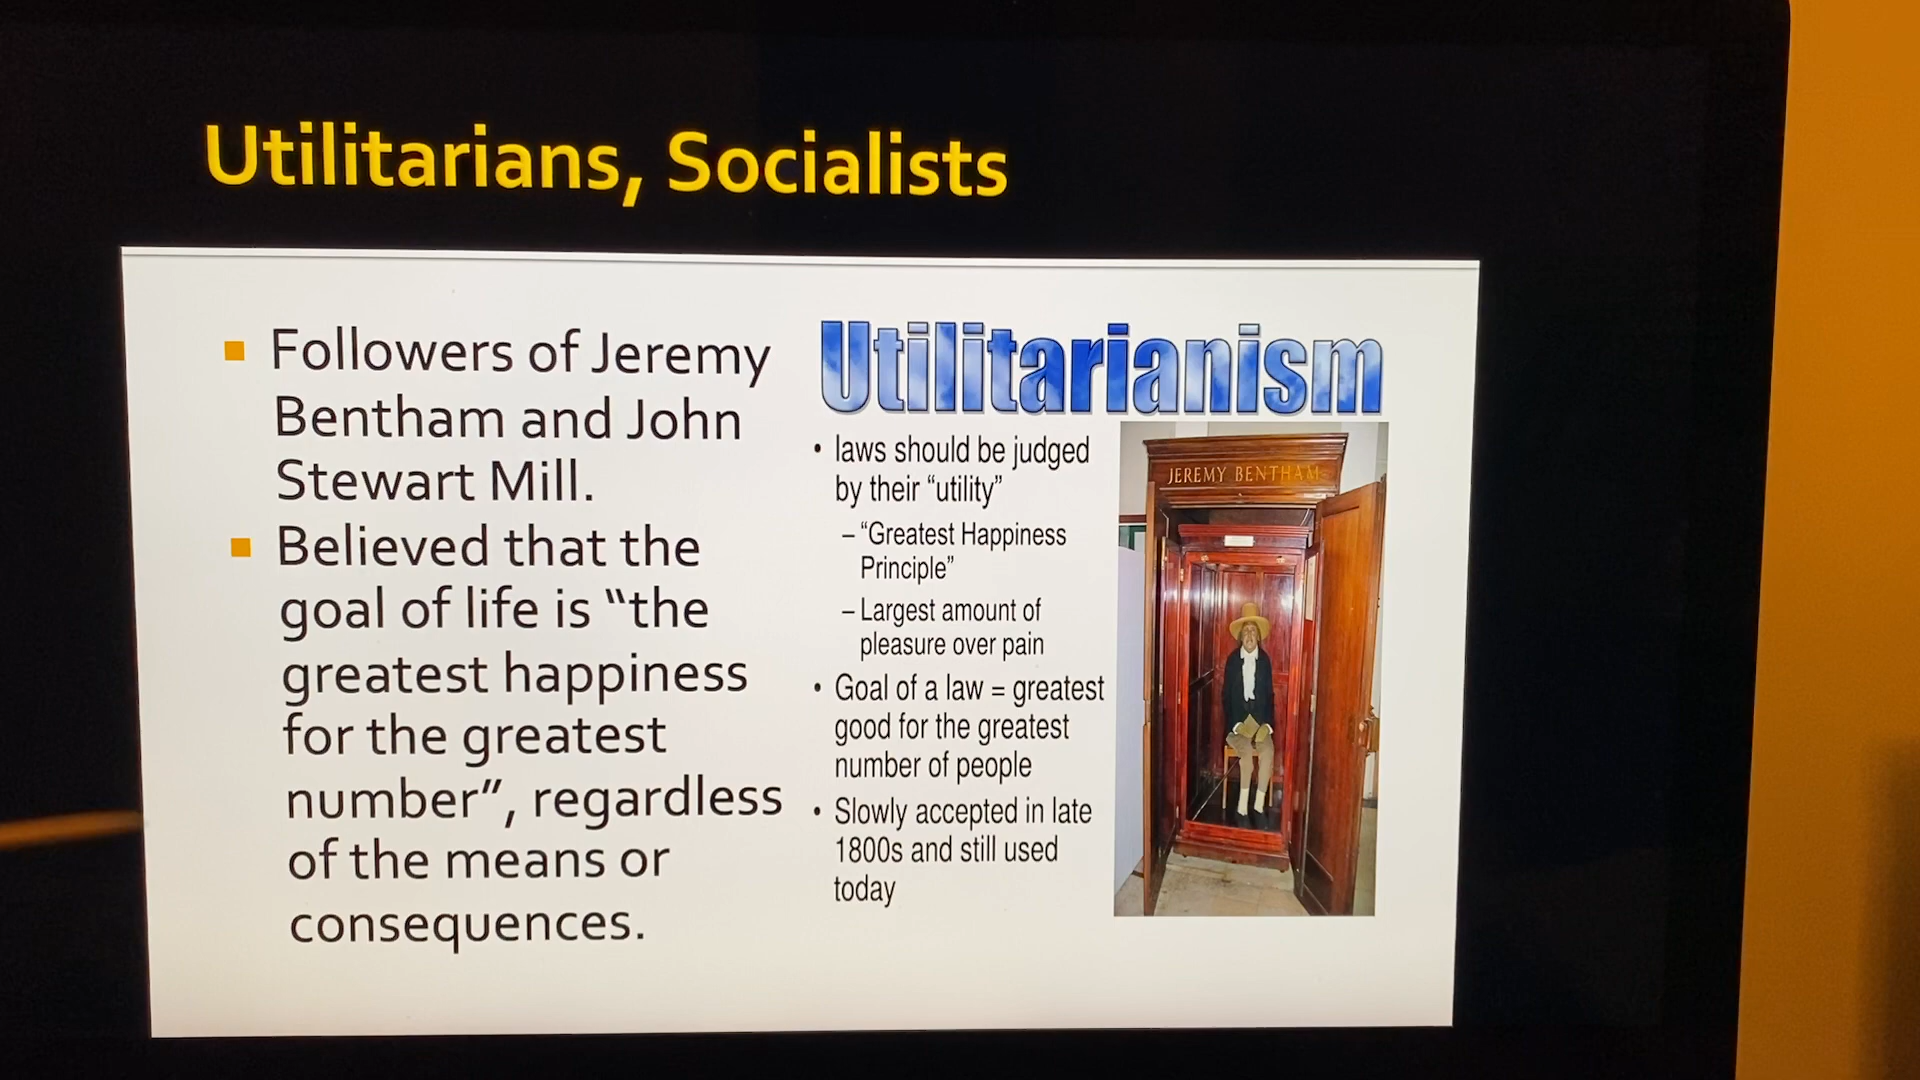 Utilitarians, Socialists
Followers of Jeremy
Bentham and John
Stewart Mill.
Believed that the
goal of life is “the
greatest happiness
for the greatest
number”, regardless
of the means or
consequences.
Utilitarianism
• laws should be judged
by their “utility”
– “Greatest Happiness
Principle”
– Largest amount of
pleasure over pain
• Goal of a law = greatest
good for the greatest
number of people
• Slowly accepted in late
1800s and still used
today
JEREMY BENTHAM